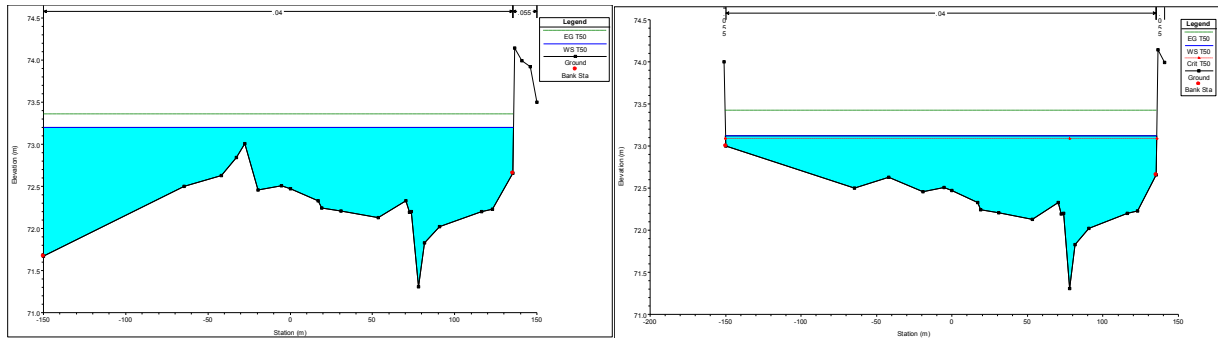 .04
.055
Legend
EG T50
WS T50
Ground
Bank Sta
74.5
74.0
73.5
73.0
72.5
72.0
71.5
71.0
Elevation (m)
-150
-100
-50
0
50
100
150
Station (m)
.055
.04
.055
Legend
EG T50
WS T50
Crit T50
Ground
Bank Sta
74.5
74.0
73.5
73.0
72.5
72.0
71.5
71.0
Elevation (m)
-200
-150
-100
-50
0
50
100
150
Station (m)